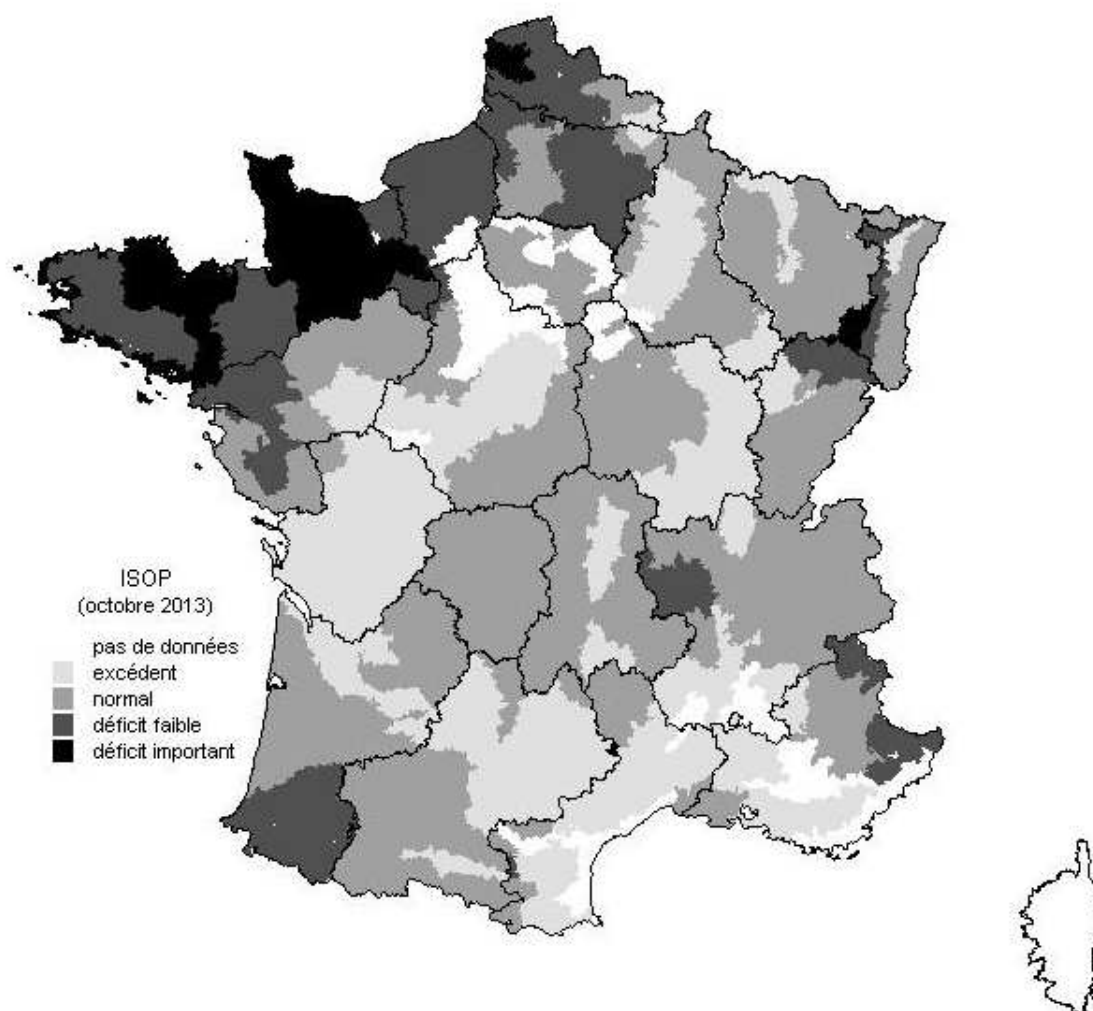 ISOP
(octobre 2013)
pas de données
excédent
normal
déficit faible
déficit important